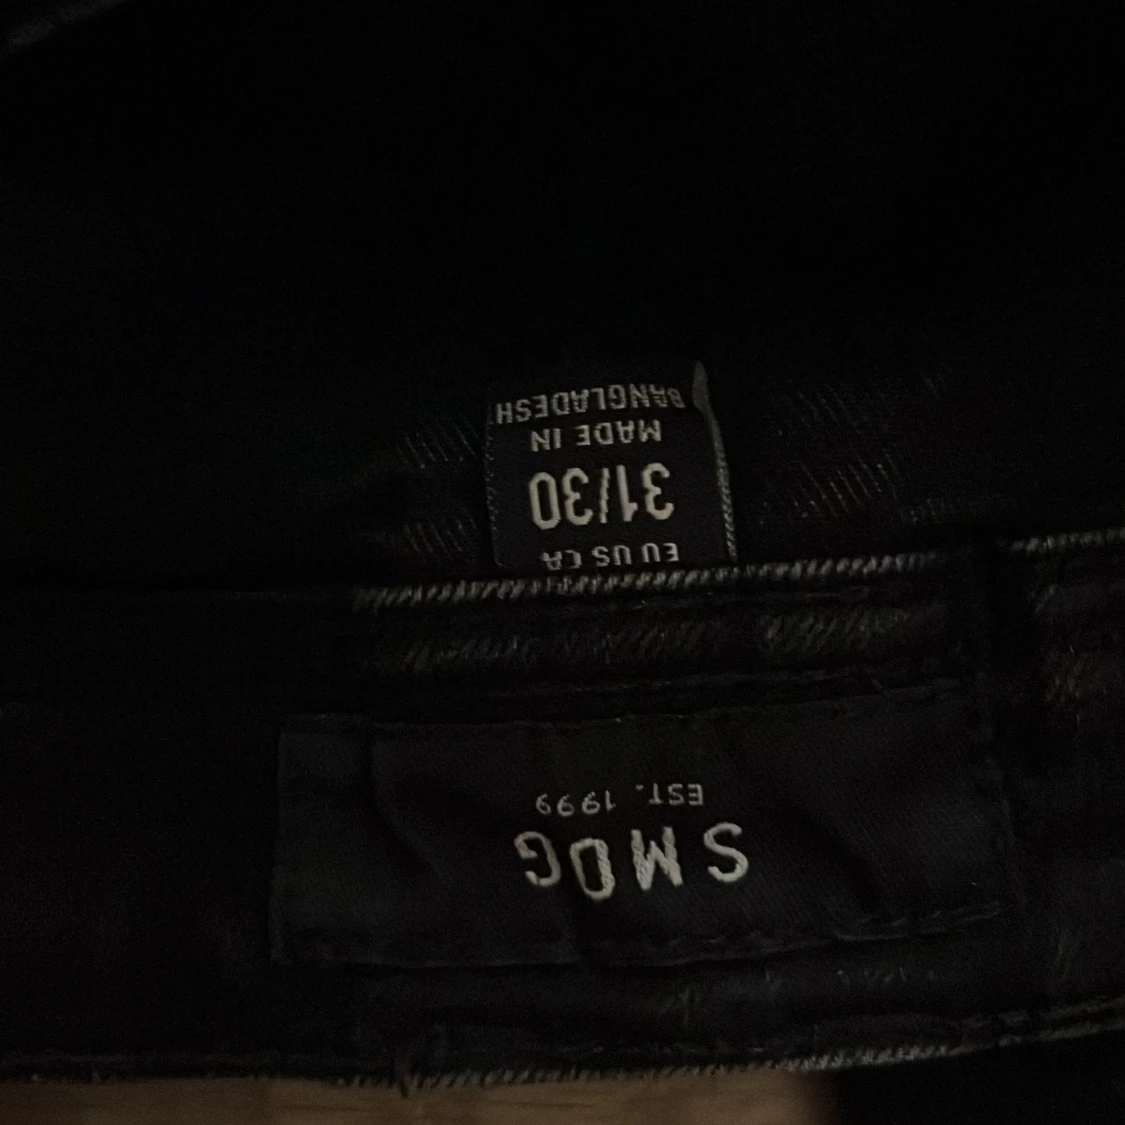 SMOG
EST. 1999
EU US CA
31/30
MADE IN
BANGLADESH